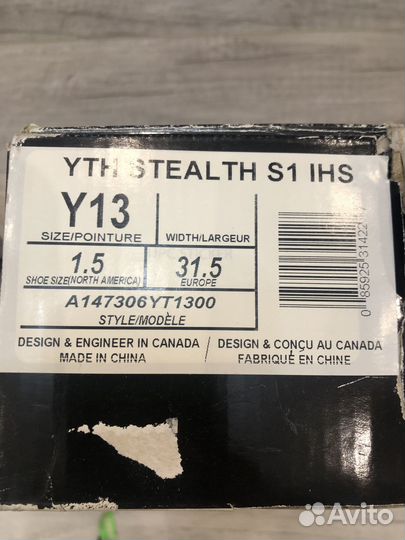 YTH STEALTH S1 IHS
Y13
SIZE/POINTURE
WIDTH/LARGEUR
1.5
SHOE SIZE(NORTH AMERICA)
31.5
EUROPE
A147306YT1300
STYLE/MODÈLE
DESIGN & ENGINEER IN CANADA
MADE IN CHINA
DESIGN & CONÇU AU CANADA
FABRIQUÉ EN CHINE
Avito